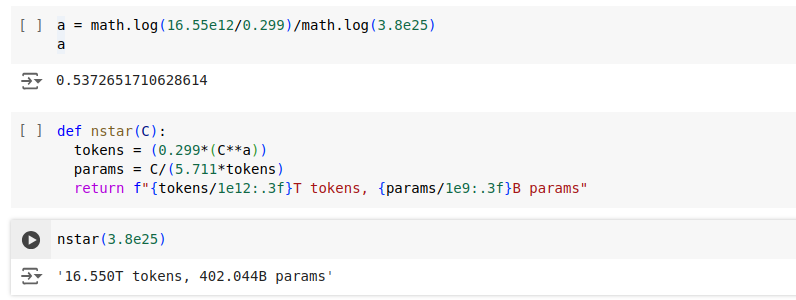 [ ] a = math.log(16.55e12/0.299)/math.log(3.8e25)
a
0.5372651710628614
[ ] def nstar(C):
  tokens = (0.299*(C**a))
  params = C/(5.711*tokens)
  return f"{tokens/1e12:.3f}T tokens, {params/1e9:.3f}B params"
nstar(3.8e25)
'16.550T tokens, 402.044B params'